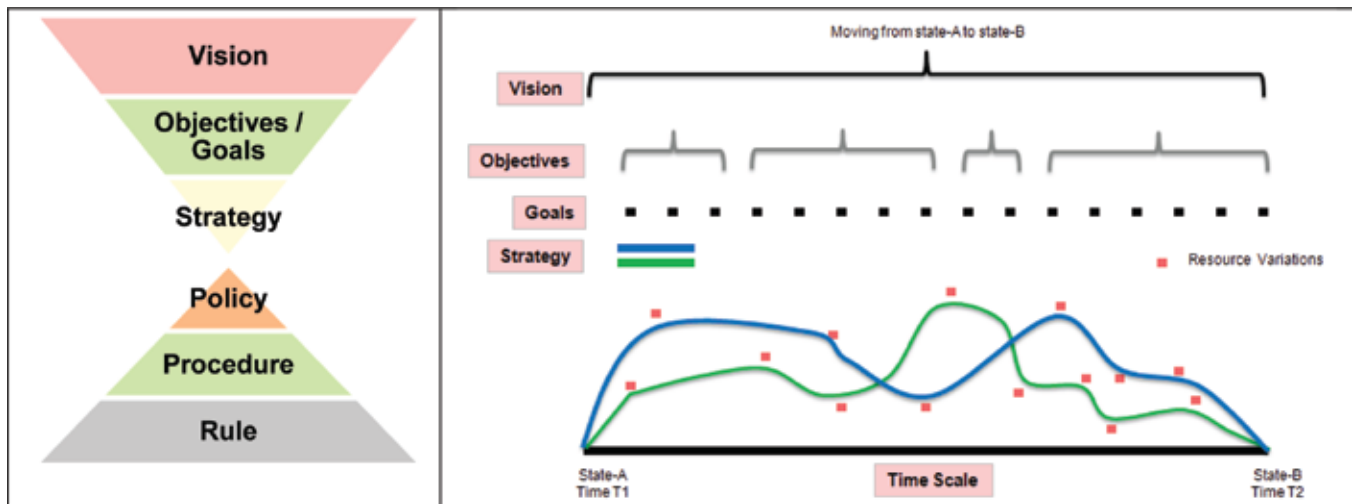 Vision
Objectives /
Goals
Strategy
Policy
Procedure
Rule
Moving from state-A to state-B
Vision
Objectives
Goals
Strategy
Resource Variations
State-A
Time T1
Time Scale
State-B
Time T2